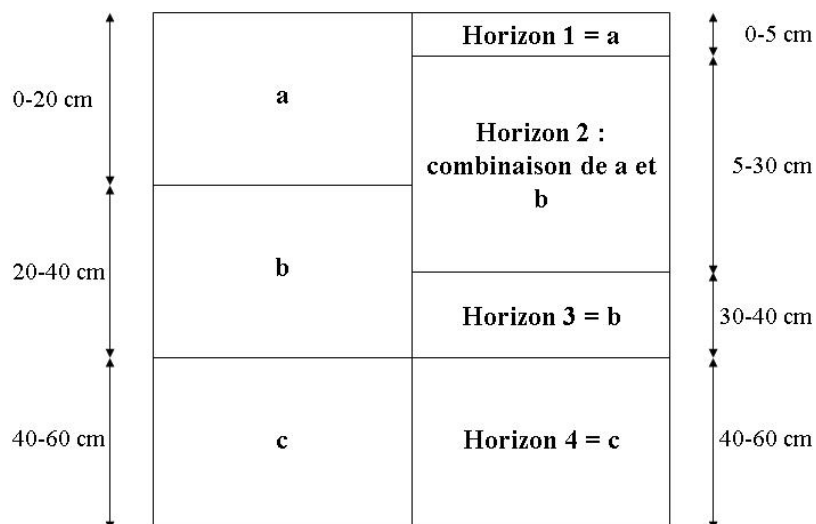 Horizon 1 = a
0-5 cm
0-20 cm
a
Horizon 2 :
combinaison de a et
b
5-30 cm
20-40 cm
b
Horizon 3 = b
30-40 cm
40-60 cm
c
Horizon 4 = c
40-60 cm